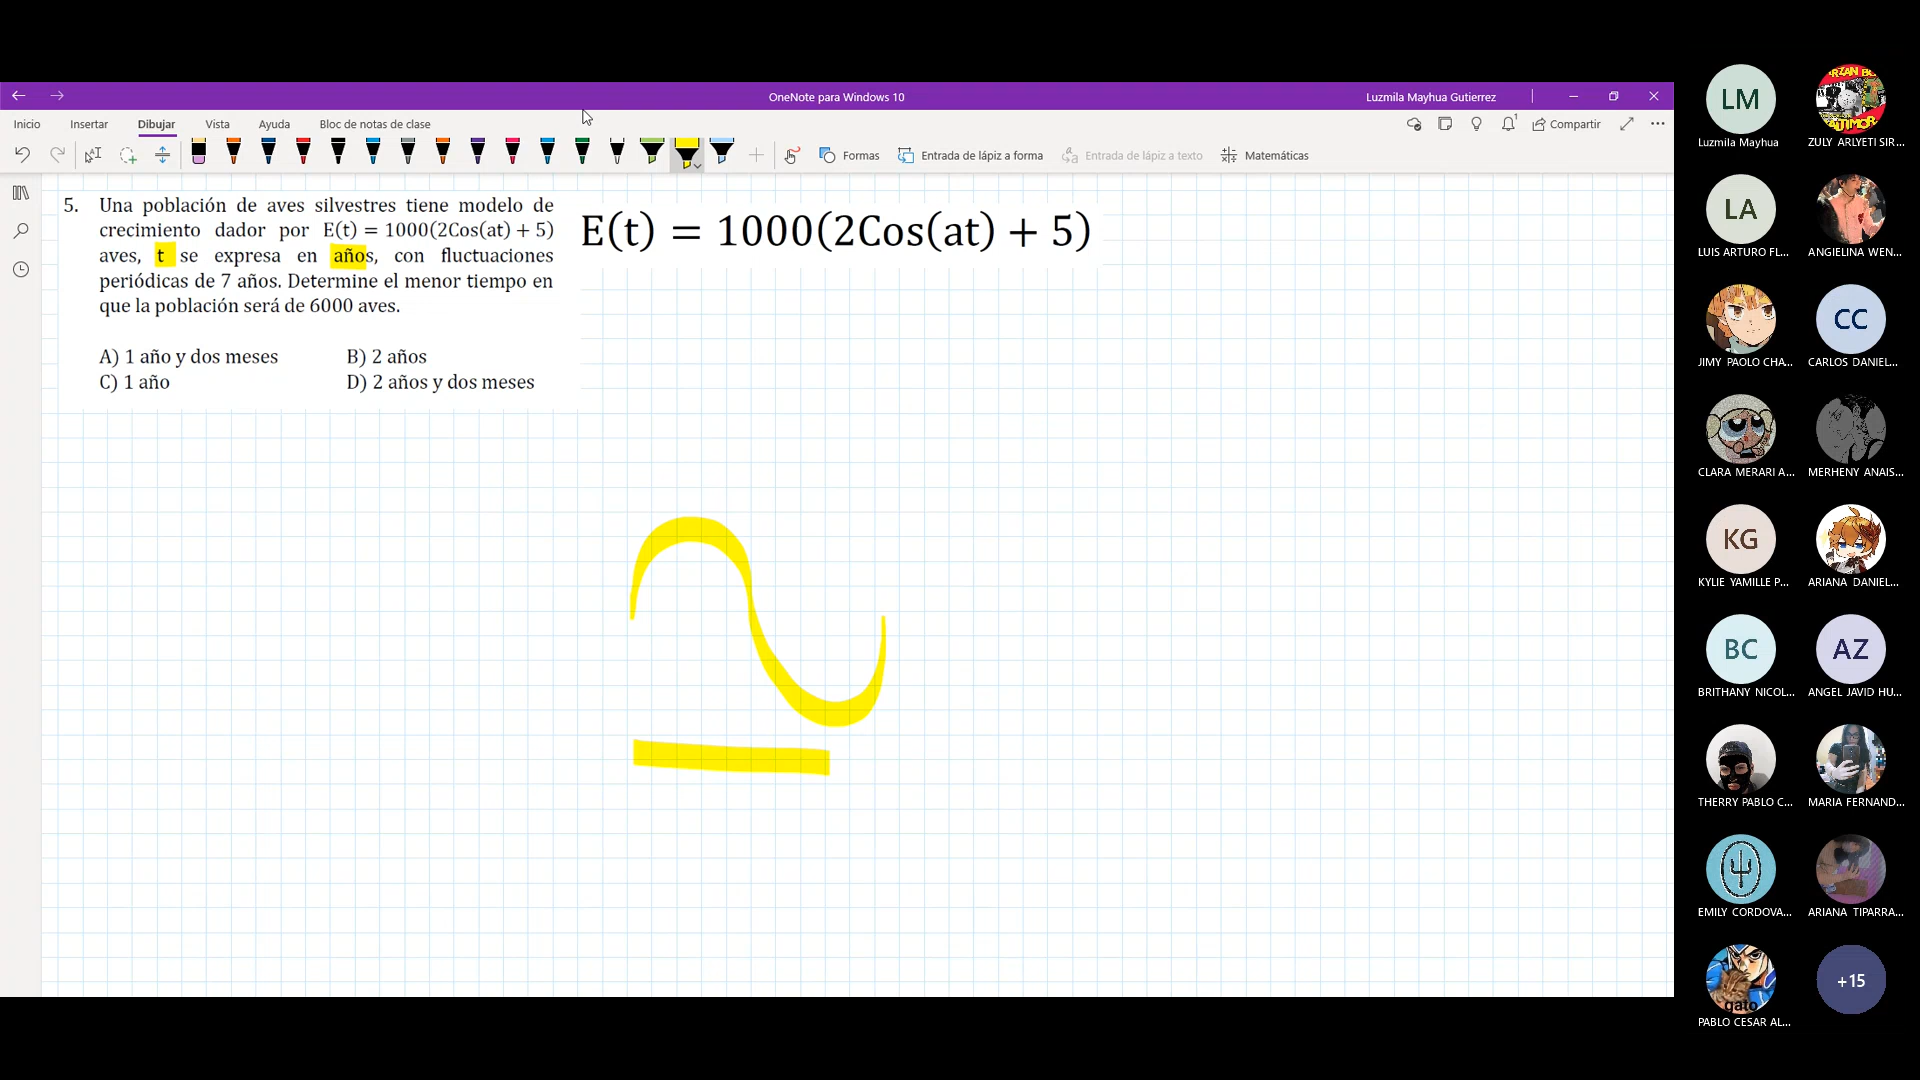 OneNote para Windows 10
Luzmila Mayhua Gutierrez
Inicio Insertar Dibujar Vista Ayuda Bloc de notas de clase
1 Compartir
Formas Entrada de lápiz a forma Entrada de lápiz a texto Matemáticas
5. Una población de aves silvestres tiene modelo de
crecimiento dador por E(t) = 1000(2Cos(at) + 5)
aves, t se expresa en años, con fluctuaciones
periódicas de 7 años. Determine el menor tiempo en
que la población será de 6000 aves.
A) 1 año y dos meses B) 2 años
C) 1 año D) 2 años y dos meses
E(t) = 1000(2Cos(at) + 5)
LM
Luzmila Mayhua ZULY ARLYETI SIR...
LA
LUIS ARTURO FL... ANGIELINA WEN...
CC
JIMY PAOLO CHA... CARLOS DANIEL...
CLARA MERARI A... MERHENY ANAIS...
KG
KYLIE YAMILLE P... ARIANA DANIEL...
BC AZ
BRITHANY NICOL... ANGEL JAVID HU...
THERRY PABLO C... MARIA FERNAND...
EMILY CORDOVA... ARIANA TIPARRA...
gato +15
PABLO CESAR AL...